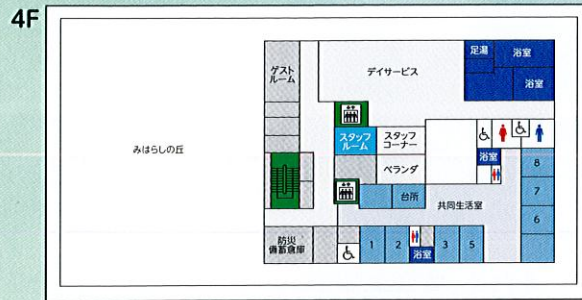 4F
ゲスト
ルーム
デイサービス
足湯
浴室
浴室
スタッフ
ルーム
スタッフ
コーナー
みはらしの丘
ベランダ
浴室
8
7
6
台所
共同生活室
防災
備蓄倉庫
1
2
浴室
3
5